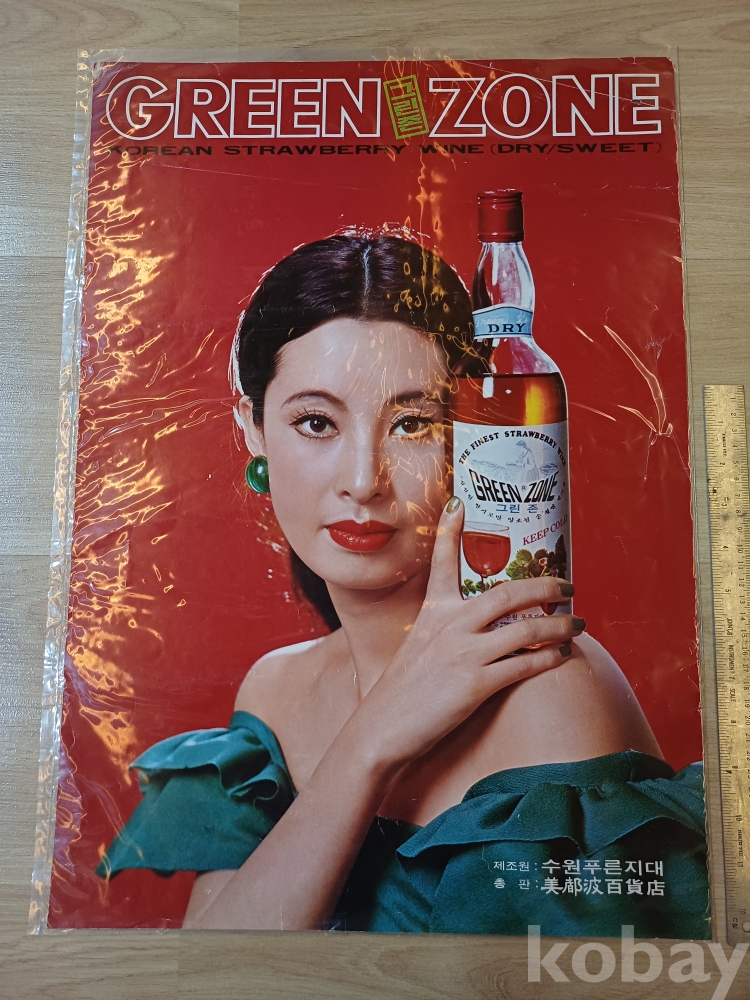 GREEN 그린존 ZONE
KOREAN STRAWBERRY WINE (DRY/SWEET)
DRY
THE FINEST STRAWBERRY WINE
GREEN ZONE
그린 존
KEEP COLD
제조원 : 수원푸른지대
총 판 : 美都波百貨店
kobay